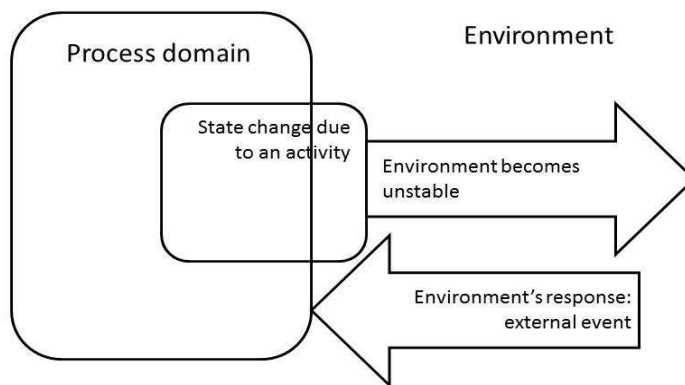 Process domain
Environment
State change due
to an activity
Environment becomes
unstable
Environment's response:
external event